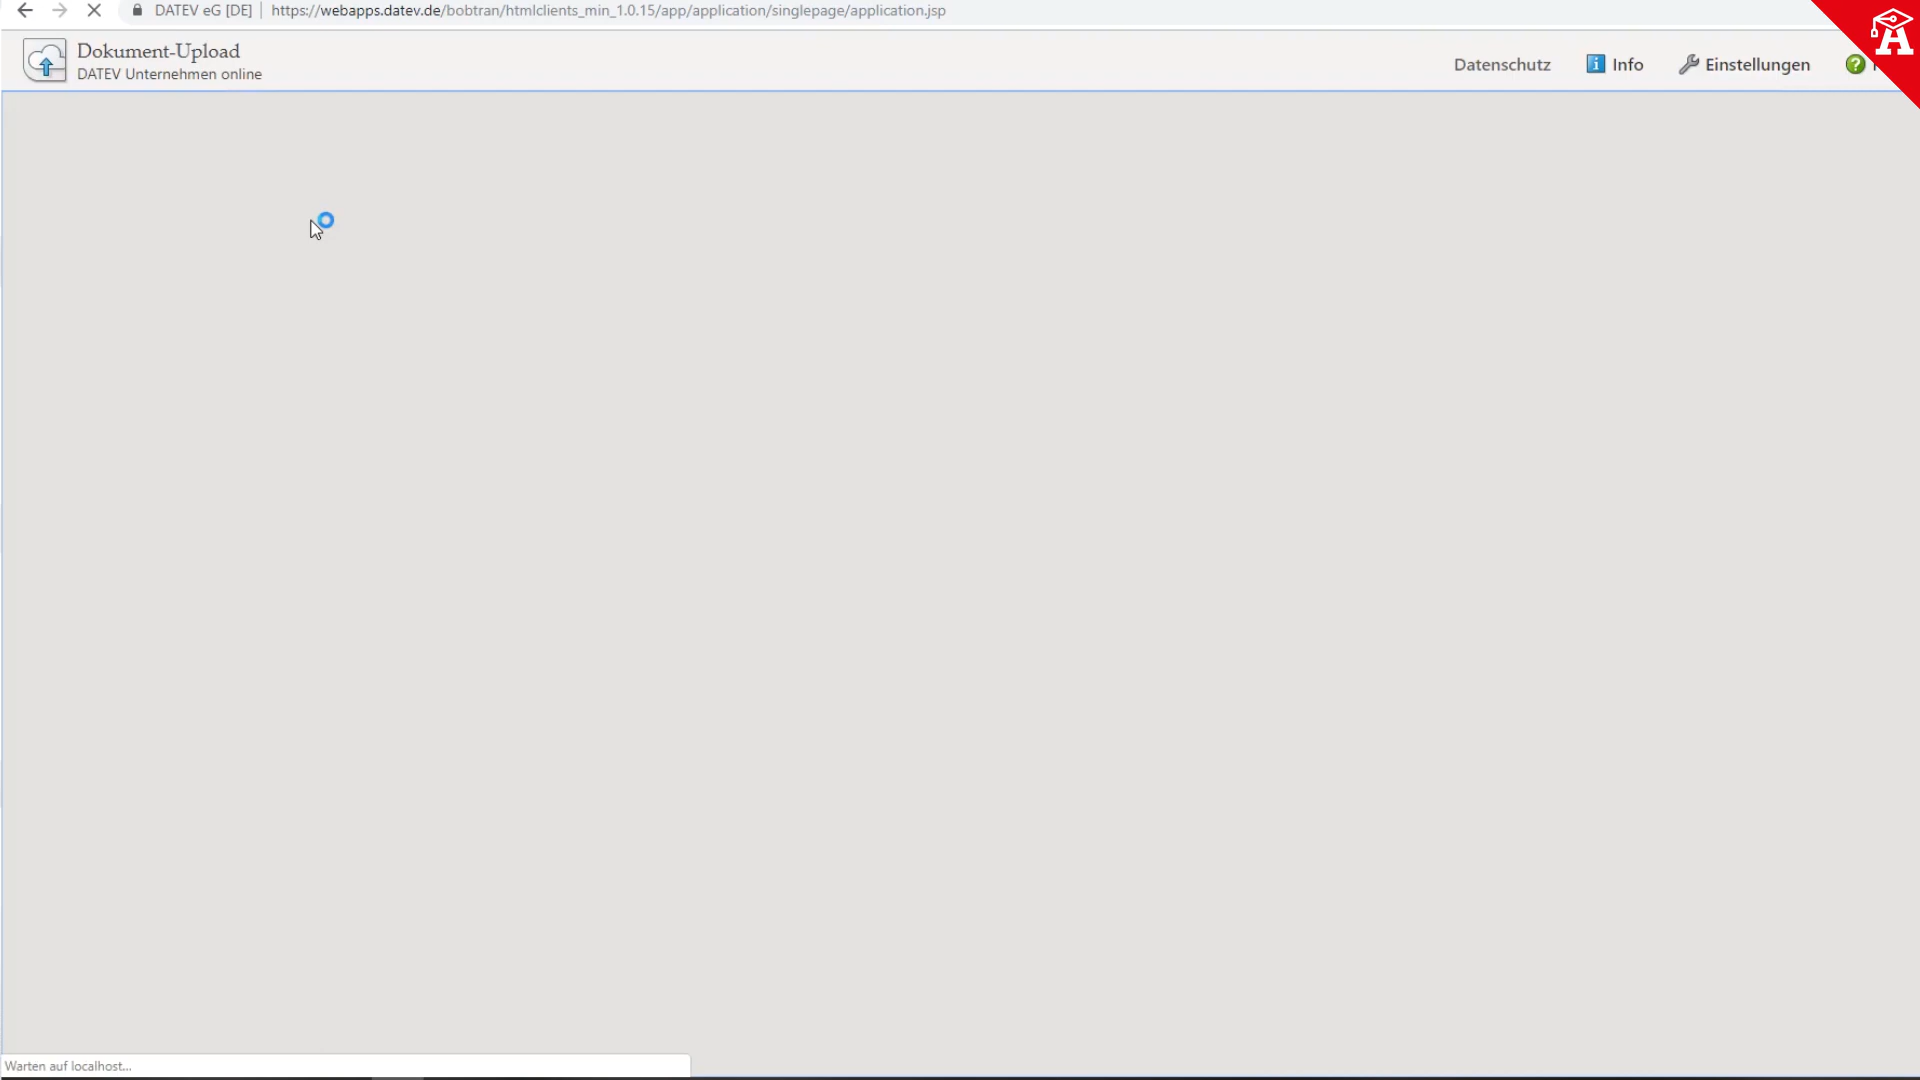 DATEV eG [DE] | https://webapps.datev.de/bobtran/htmlclients_min_1.0.15/app/application/singlepage/application.jsp
Dokument-Upload
DATEV Unternehmen online
Datenschutz
Info
Einstellungen
Warten auf localhost...